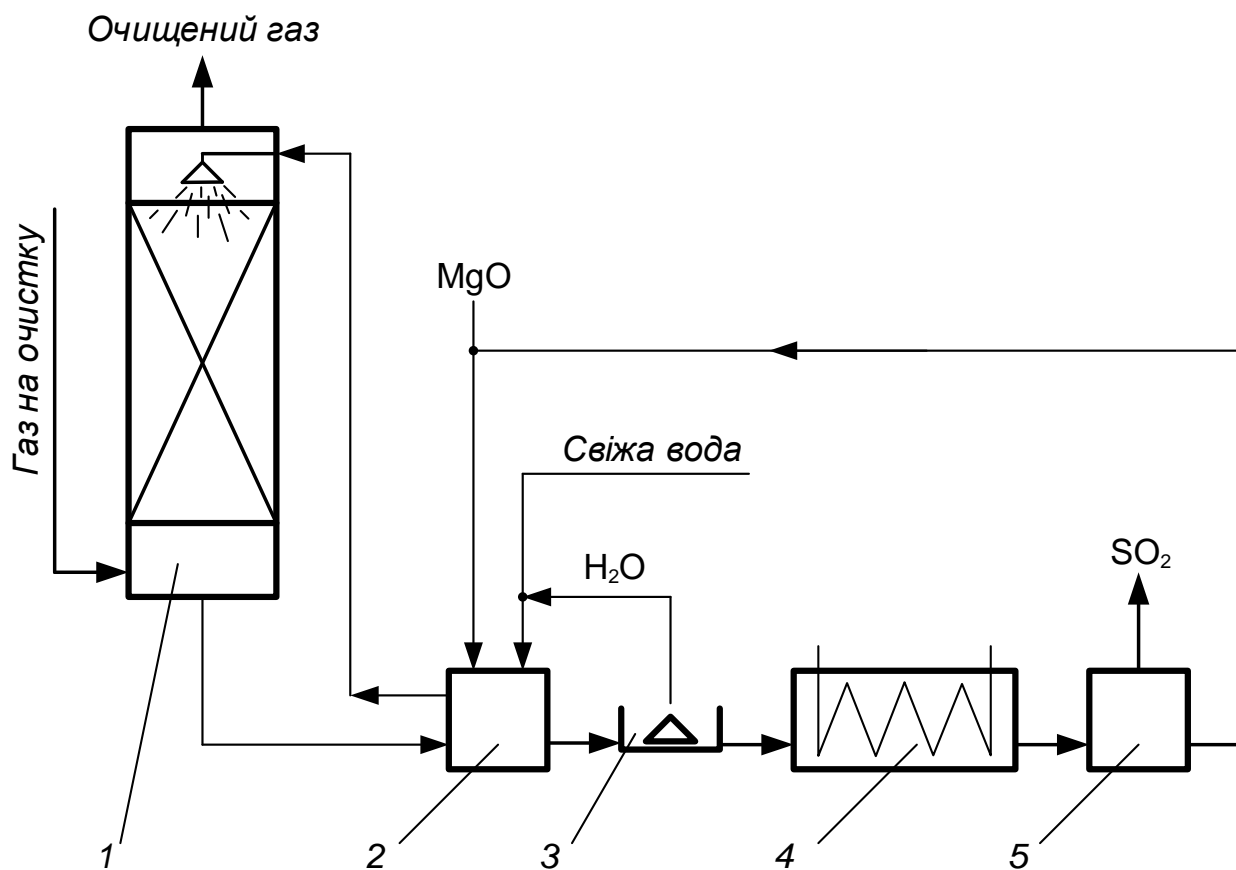 Очищений газ
Газ на очистку
MgO
Свіжа вода
H₂O
SO₂
1
2
3
4
5